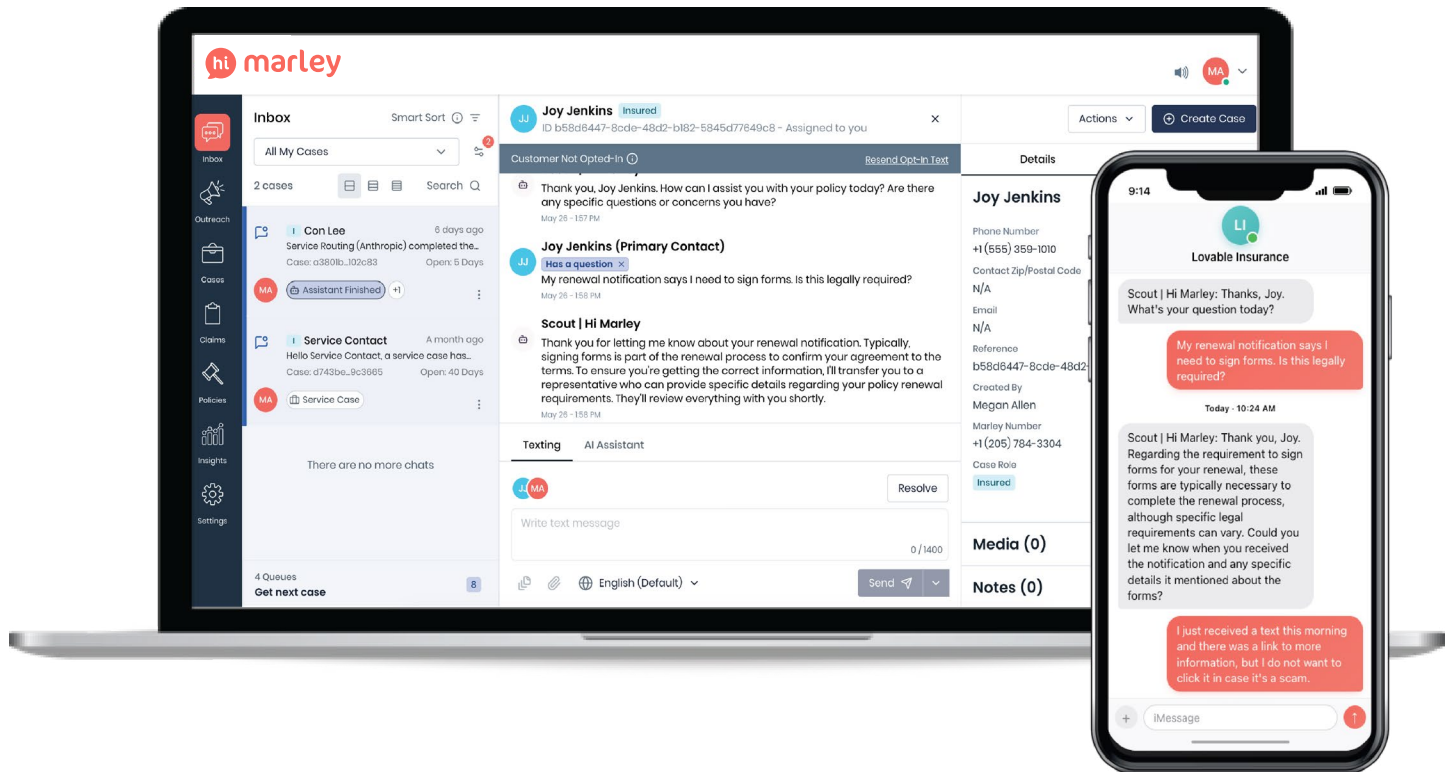 hi marley
MA
Inbox
Outreach
Cases
Claims
Policies
Insights
Settings
Inbox
Smart Sort
All My Cases
2
2 cases
Search
I Con Lee
6 days ago
Service Routing (Anthropic) completed the...
Case: a3801b...102c83
Open: 5 Days
MA
Assistant Finished
+1
I Service Contact
A month ago
Hello Service Contact, a service case has...
Case: d743be...9c3665
Open: 40 Days
MA
Service Case
There are no more chats
4 Queues
Get next case
8
JJ
Joy Jenkins Insured
ID b58d6447-8cde-48d2-b182-5845d77649c8 - Assigned to you
Customer Not Opted-In
Resend Opt-In Text
Thank you, Joy Jenkins. How can I assist you with your policy today? Are there
any specific questions or concerns you have?
May 26 - 1:57 PM
JJ
Joy Jenkins (Primary Contact)
Has a question ×
My renewal notification says I need to sign forms. Is this legally required?
May 26 - 1:58 PM
Scout | Hi Marley
Thank you for letting me know about your renewal notification. Typically,
signing forms is part of the renewal process to confirm your agreement to the
terms. To ensure you're getting the correct information, I'll transfer you to a
representative who can provide specific details regarding your policy renewal
requirements. They'll review everything with you shortly.
May 26 - 1:58 PM
Texting
AI Assistant
JJ MA
Resolve
Write text message
0 / 1400
English (Default)
Send
Actions
Create Case
Details
Joy Jenkins
Phone Number
+1 (555) 359-1010
Contact Zip/Postal Code
N/A
Email
N/A
Reference
b58d6447-8cde-48d2-
Created By
Megan Allen
Marley Number
+1 (205) 784-3304
Case Role
Insured
Media (0)
Notes (0)
9:14
LI
Lovable Insurance
Scout | Hi Marley: Thanks, Joy.
What's your question today?
My renewal notification says I
need to sign forms. Is this legally
required?
Today - 10:24 AM
Scout | Hi Marley: Thank you, Joy.
Regarding the requirement to sign
forms for your renewal, these
forms are typically necessary to
complete the renewal process,
although specific legal
requirements can vary. Could you
let me know when you received
the notification and any specific
details it mentioned about the
forms?
I just received a text this morning
and there was a link to more
information, but I do not want to
click it in case it's a scam.
iMessage